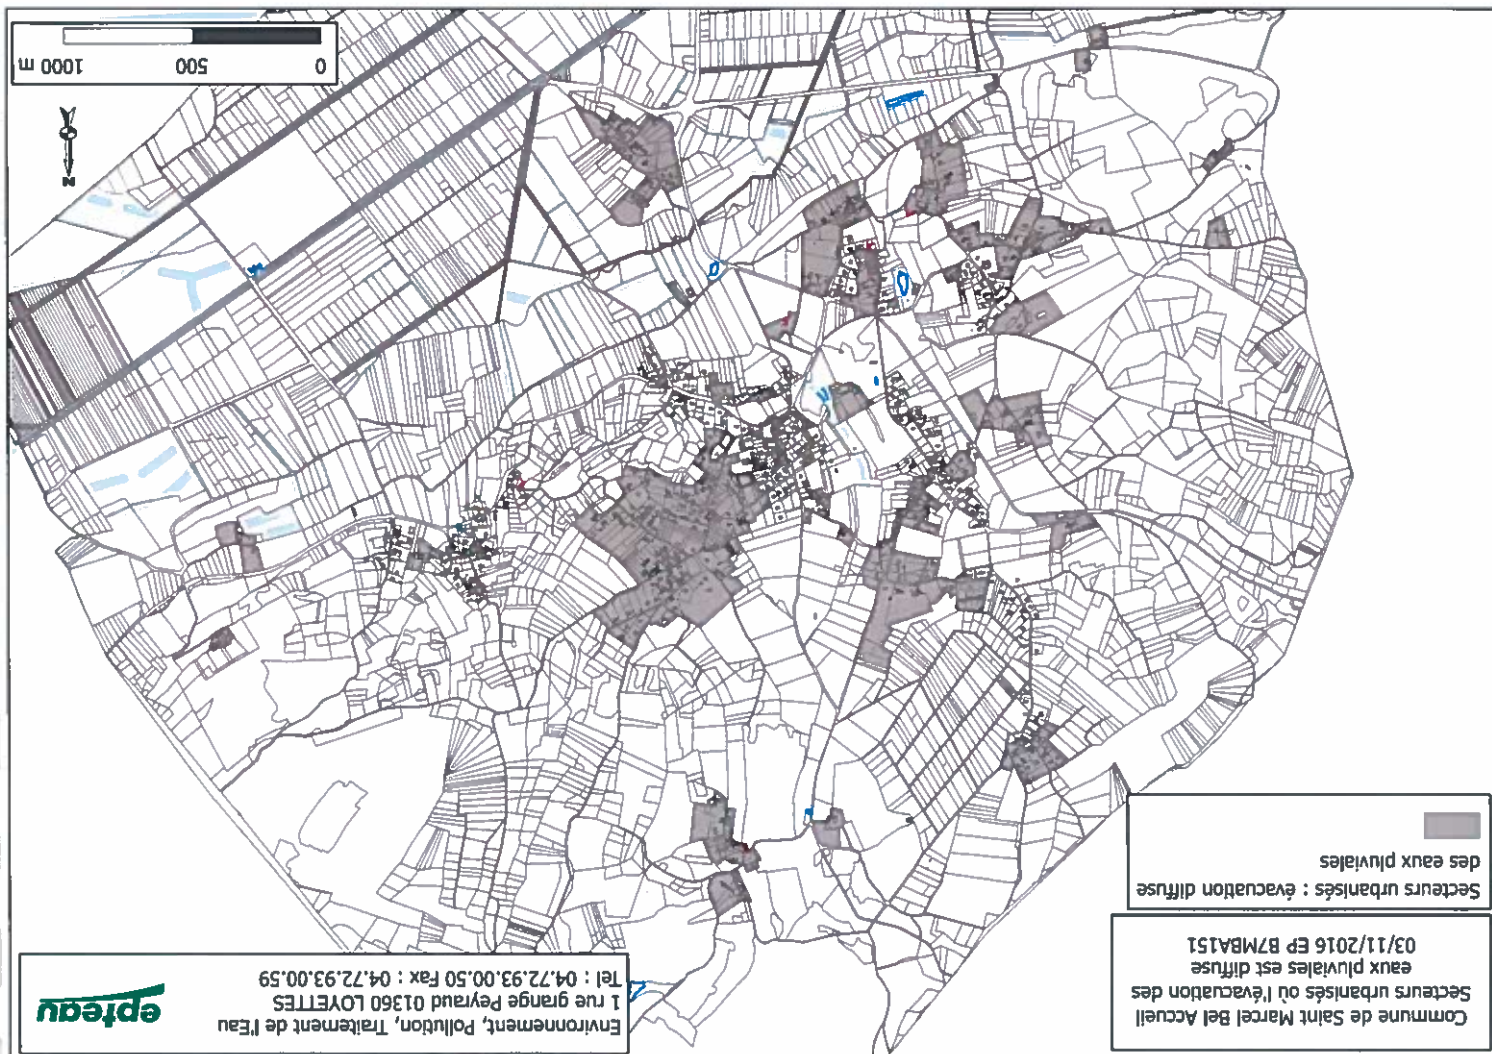 Commune de Saint Marcel Bel Accueil
Secteurs urbanisés où l'évacuation des
eaux pluviales est diffuse
03/11/2016 EP B7MBA151
Environnement, Pollution, Traitement de l'Eau
1 rue grange Peyraud 01360 LOYETTES
Tel : 04.72.93.00.50 Fax : 04.72.93.00.59
epteau
Secteurs urbanisés : évacuation diffuse
des eaux pluviales
N
0 500 1000 m